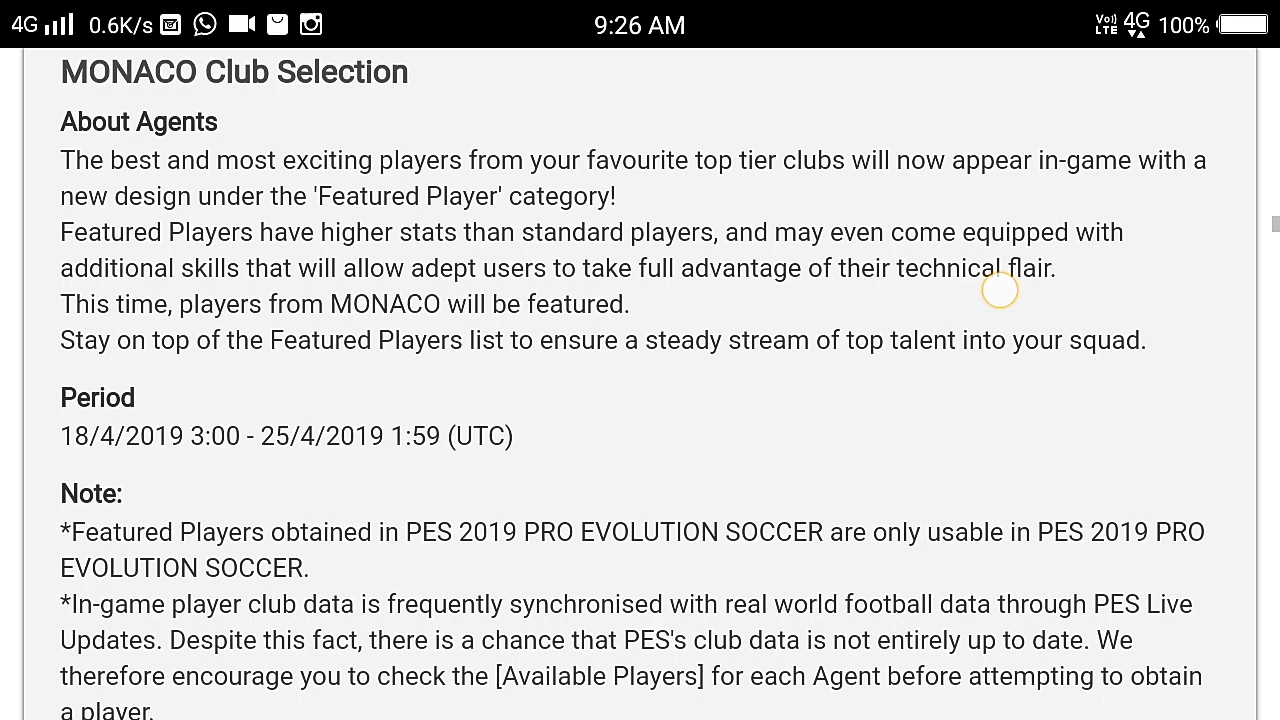 4G 0.6K/s 9:26 AM Vo)) LTE 4G 100%
MONACO Club Selection
About Agents
The best and most exciting players from your favourite top tier clubs will now appear in-game with a
new design under the 'Featured Player' category!
Featured Players have higher stats than standard players, and may even come equipped with
additional skills that will allow adept users to take full advantage of their technical flair.
This time, players from MONACO will be featured.
Stay on top of the Featured Players list to ensure a steady stream of top talent into your squad.
Period
18/4/2019 3:00 - 25/4/2019 1:59 (UTC)
Note:
*Featured Players obtained in PES 2019 PRO EVOLUTION SOCCER are only usable in PES 2019 PRO
EVOLUTION SOCCER.
*In-game player club data is frequently synchronised with real world football data through PES Live
Updates. Despite this fact, there is a chance that PES's club data is not entirely up to date. We
therefore encourage you to check the [Available Players] for each Agent before attempting to obtain
a player.